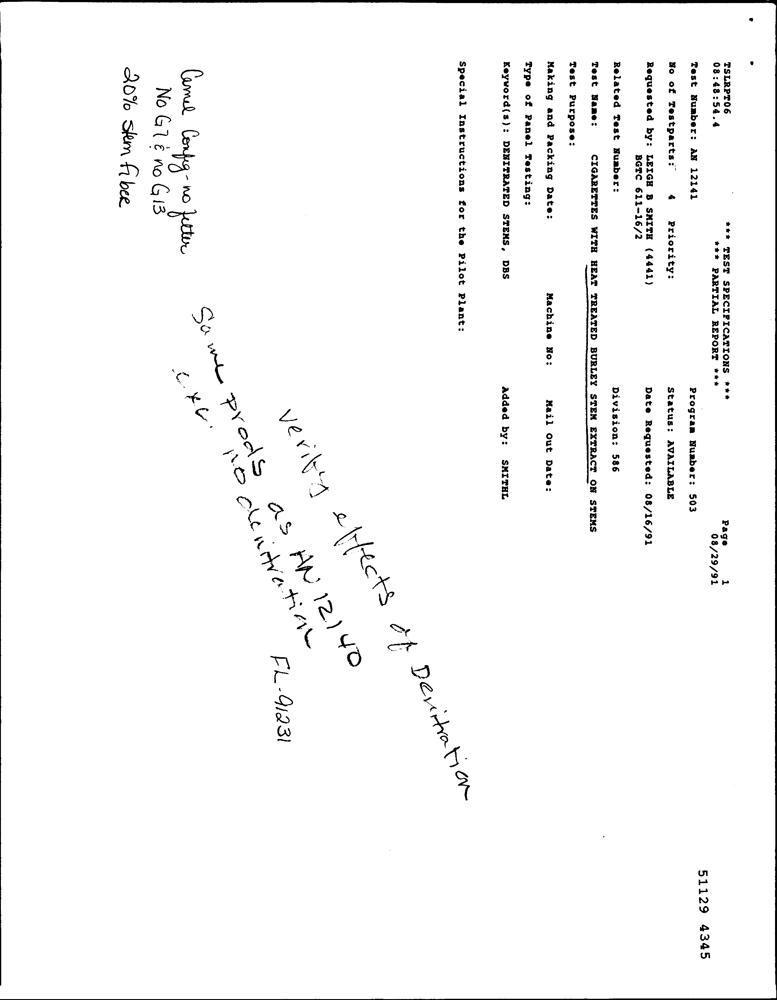 TSLRPT06 *** TEST SPECIFICATIONS *** Page 1
08:48:54.4 *** PARTIAL REPORT *** 08/29/91
Test Number: AN 12141 Program Number: 503
No of Testparts: 4 Priority: Status: AVAILABLE
Requested by: LEIGH B SMITH (4441) Date Requested: 08/16/91
BGTC 611-16/2
Related Test Number: Division: 586
Test Name: CIGARETTES WITH HEAT TREATED BURLEY STEM EXTRACT ON STEMS
Test Purpose:
Making and Packing Date: Machine No: Mail Out Date:
Type of Panel Testing:
Keyword(s): DENITRATED STEMS, DBS Added by: SMITHL
Special Instructions for the Pilot Plant:
verify effects of Denitration
Same prods as AN 12140
exc. no denitration
FL-91231
Camel Config - no filter
No G7 & no G13
20% stem fiber
51129 4345